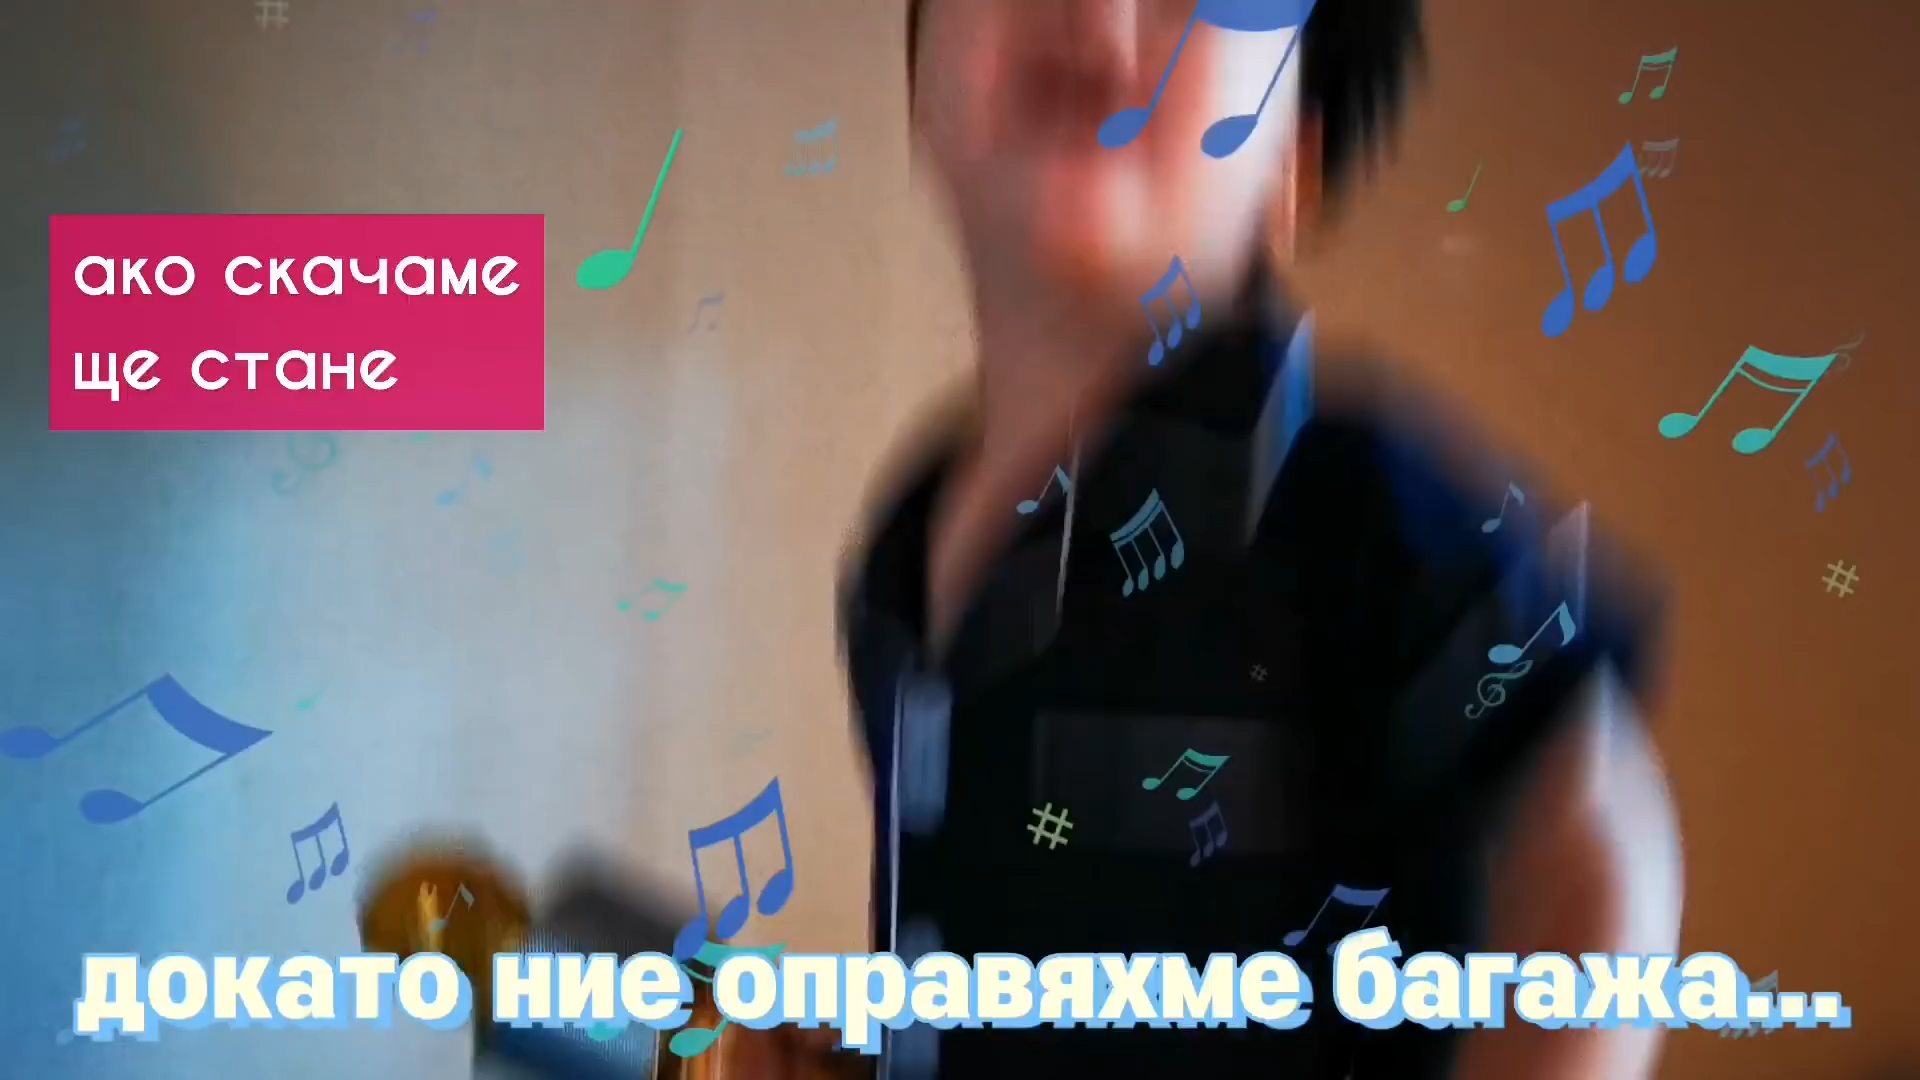 ако скачаме
ще стане
докато ние оправяхме багажа...